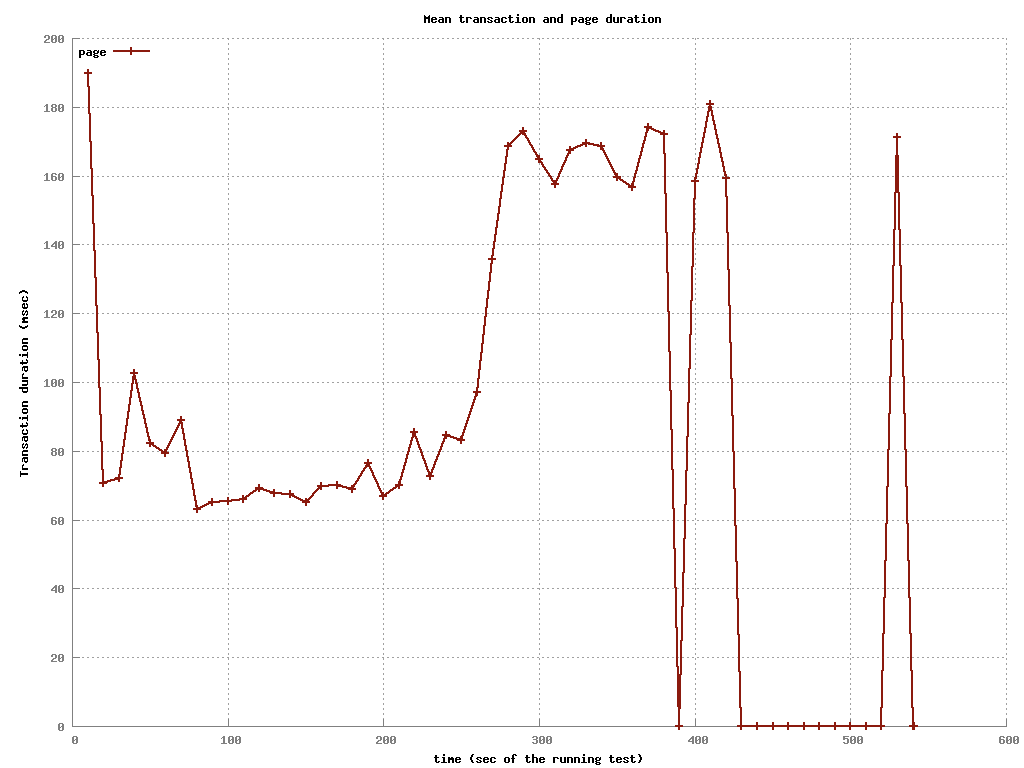 Mean transaction and page duration
page
200
180
160
140
120
100
80
60
40
20
0
Transaction duration (msec)
0 100 200 300 400 500 600
time (sec of the running test)